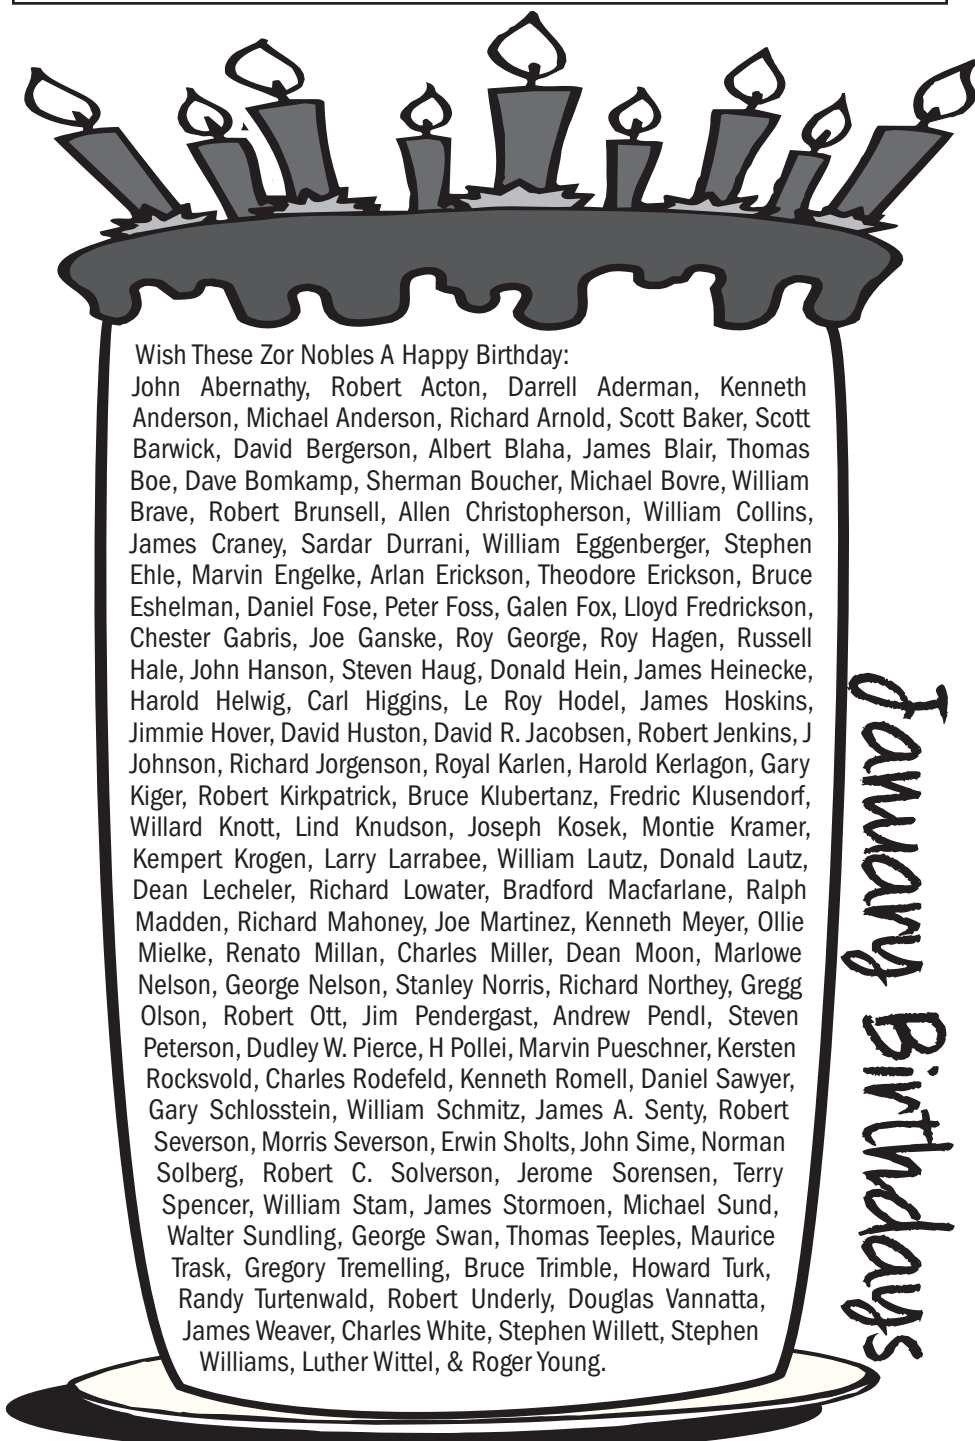 Wish These Zor Nobles A Happy Birthday:
John Abernathy, Robert Acton, Darrell Aderman, Kenneth
Anderson, Michael Anderson, Richard Arnold, Scott Baker, Scott
Barwick, David Bergerson, Albert Blaha, James Blair, Thomas
Boe, Dave Bomkamp, Sherman Boucher, Michael Bovre, William
Brave, Robert Brunsell, Allen Christopherson, William Collins,
James Craney, Sardar Durrani, William Eggenberger, Stephen
Ehle, Marvin Engelke, Arlan Erickson, Theodore Erickson, Bruce
Eshelman, Daniel Fose, Peter Foss, Galen Fox, Lloyd Fredrickson,
Chester Gabris, Joe Ganske, Roy George, Roy Hagen, Russell
Hale, John Hanson, Steven Haug, Donald Hein, James Heinecke,
Harold Helwig, Carl Higgins, Le Roy Hodel, James Hoskins,
Jimmie Hover, David Huston, David R. Jacobsen, Robert Jenkins, J
Johnson, Richard Jorgenson, Royal Karlen, Harold Kerlagon, Gary
Kiger, Robert Kirkpatrick, Bruce Klubertanz, Fredric Klusendorf,
Willard Knott, Lind Knudson, Joseph Kosek, Montie Kramer,
Kempert Krogen, Larry Larrabee, William Lautz, Donald Lautz,
Dean Lecheler, Richard Lowater, Bradford Macfarlane, Ralph
Madden, Richard Mahoney, Joe Martinez, Kenneth Meyer, Ollie
Mielke, Renato Millan, Charles Miller, Dean Moon, Marlowe
Nelson, George Nelson, Stanley Norris, Richard Northey, Gregg
Olson, Robert Ott, Jim Pendergast, Andrew Pendl, Steven
Peterson, Dudley W. Pierce, H Pollei, Marvin Pueschner, Kersten
Rocksvold, Charles Rodefeld, Kenneth Romell, Daniel Sawyer,
Gary Schlosstein, William Schmitz, James A. Senty, Robert
Severson, Morris Severson, Erwin Sholts, John Sime, Norman
Solberg, Robert C. Solverson, Jerome Sorensen, Terry
Spencer, William Stam, James Stormoen, Michael Sund,
Walter Sundling, George Swan, Thomas Teeples, Maurice
Trask, Gregory Tremelling, Bruce Trimble, Howard Turk,
Randy Turtenwald, Robert Underly, Douglas Vannatta,
James Weaver, Charles White, Stephen Willett, Stephen
Williams, Luther Wittel, & Roger Young.
January Birthdays